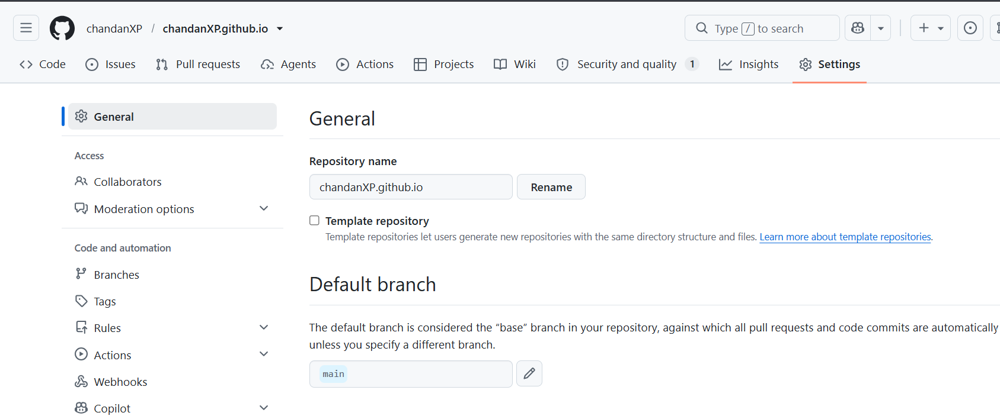 chandanXP / chandanXP.github.io
Type / to search
Code Issues Pull requests Agents Actions Projects Wiki Security and quality 1 Insights Settings
General
Access
Collaborators
Moderation options
Code and automation
Branches
Tags
Rules
Actions
Webhooks
Copilot
General
Repository name
chandanXP.github.io Rename
Template repository
Template repositories let users generate new repositories with the same directory structure and files. Learn more about template repositories.
Default branch
The default branch is considered the “base” branch in your repository, against which all pull requests and code commits are automatically
unless you specify a different branch.
main